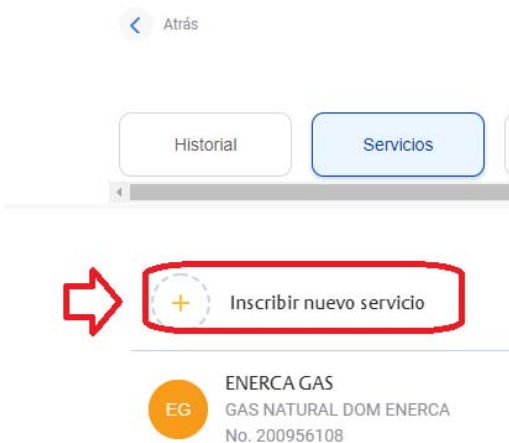 Atrás
Historial
Servicios
Inscribir nuevo servicio
EG
ENERCA GAS
GAS NATURAL DOM ENERCA
No. 200956108